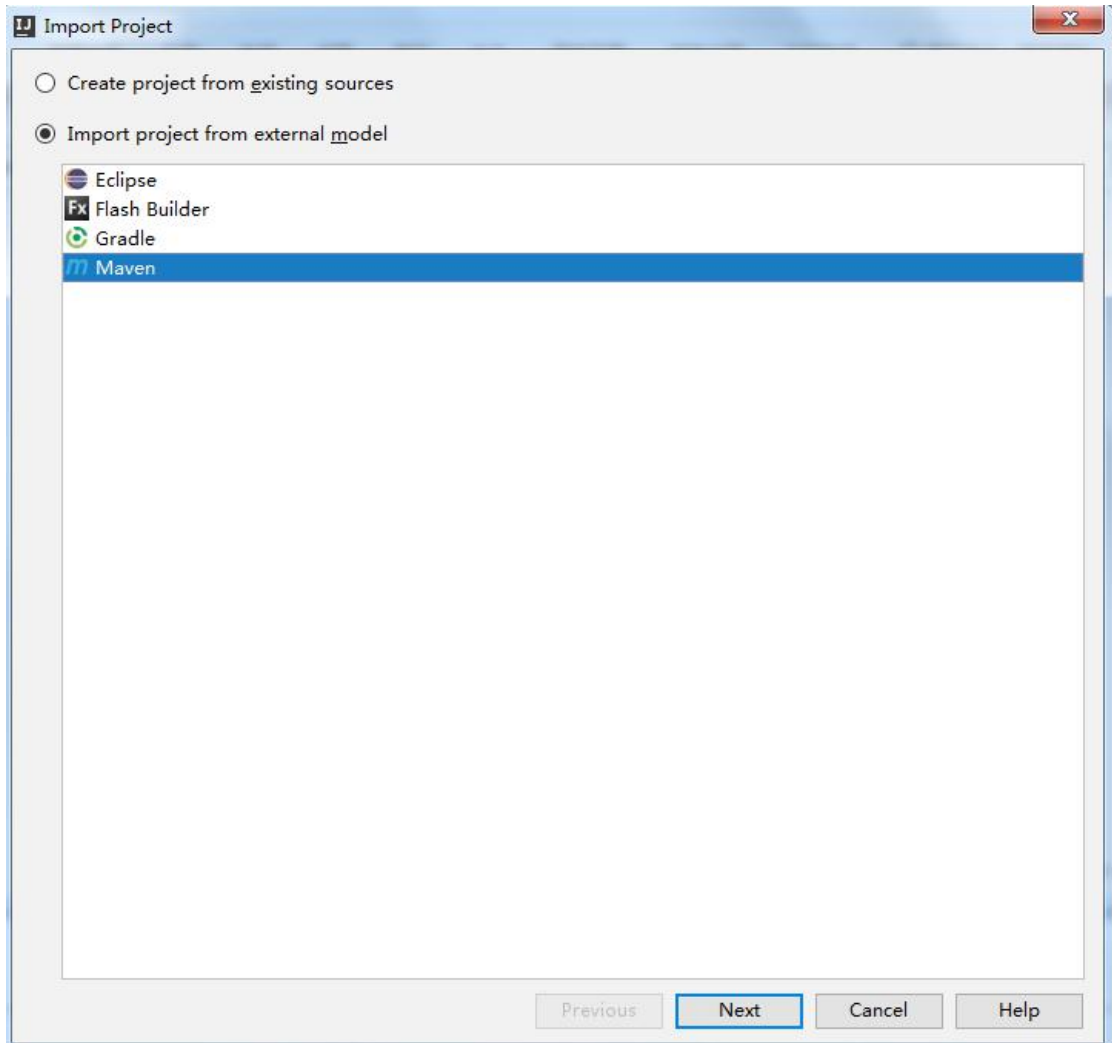 IJ Import Project
Create project from existing sources
Import project from external model
Eclipse
Fx Flash Builder
Gradle
m Maven
Previous Next Cancel Help